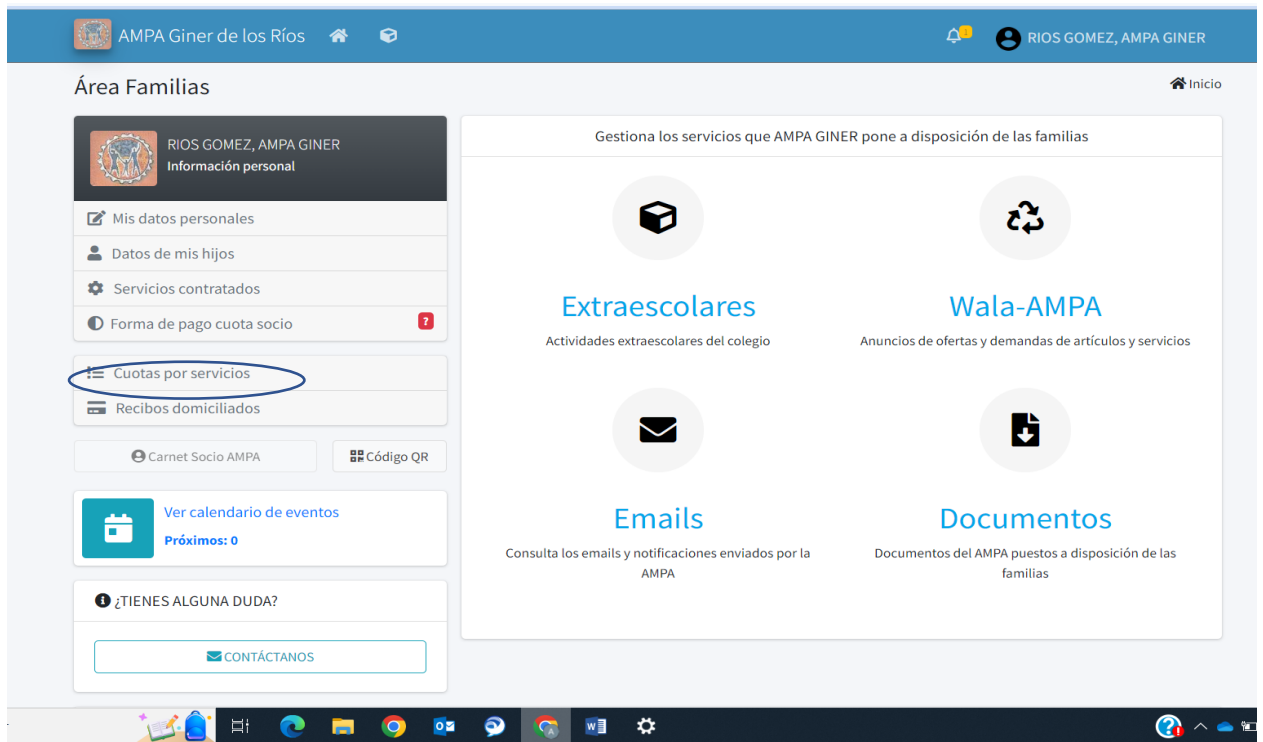 AMPA Giner de los Ríos
1
RIOS GOMEZ, AMPA GINER
Área Familias
Inicio
RIOS GOMEZ, AMPA GINER
Información personal
Mis datos personales
Datos de mis hijos
Servicios contratados
Forma de pago cuota socio
?
Cuotas por servicios
Recibos domiciliados
Carnet Socio AMPA
Código QR
Ver calendario de eventos
Próximos: 0
¿TIENES ALGUNA DUDA?
CONTÁCTANOS
Gestiona los servicios que AMPA GINER pone a disposición de las familias
Extraescolares
Actividades extraescolares del colegio
Wala-AMPA
Anuncios de ofertas y demandas de artículos y servicios
Emails
Consulta los emails y notificaciones enviados por la
AMPA
Documentos
Documentos del AMPA puestos a disposición de las
familias